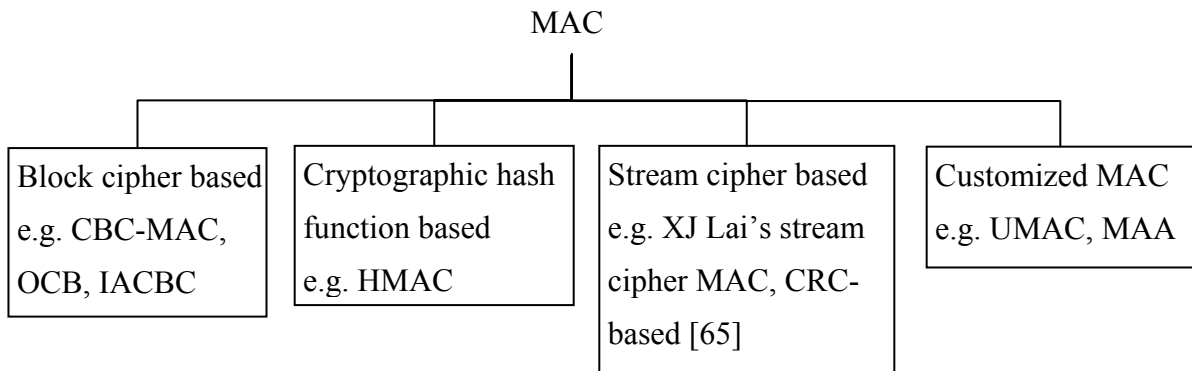 MAC
Block cipher based
e.g. CBC-MAC,
OCB, IACBC
Cryptographic hash
function based
e.g. HMAC
Stream cipher based
e.g. XJ Lai’s stream
cipher MAC, CRC-
based [65]
Customized MAC
e.g. UMAC, MAA